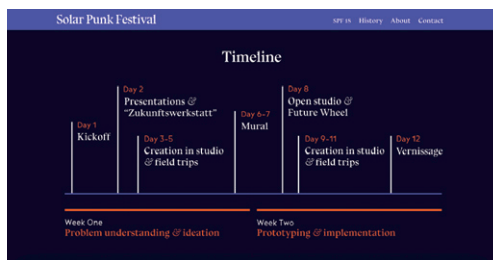 Solar Punk Festival
SPF 18 History About Contact
Timeline
Day 1
Kickoff
Day 2
Presentations &
"Zukunftswerkstatt"
Day 3-5
Creation in studio
& field trips
Day 6-7
Mural
Day 8
Open studio &
Future Wheel
Day 9-11
Creation in studio
& field trips
Day 12
Vernissage
Week One
Problem understanding & ideation
Week Two
Prototyping & implementation